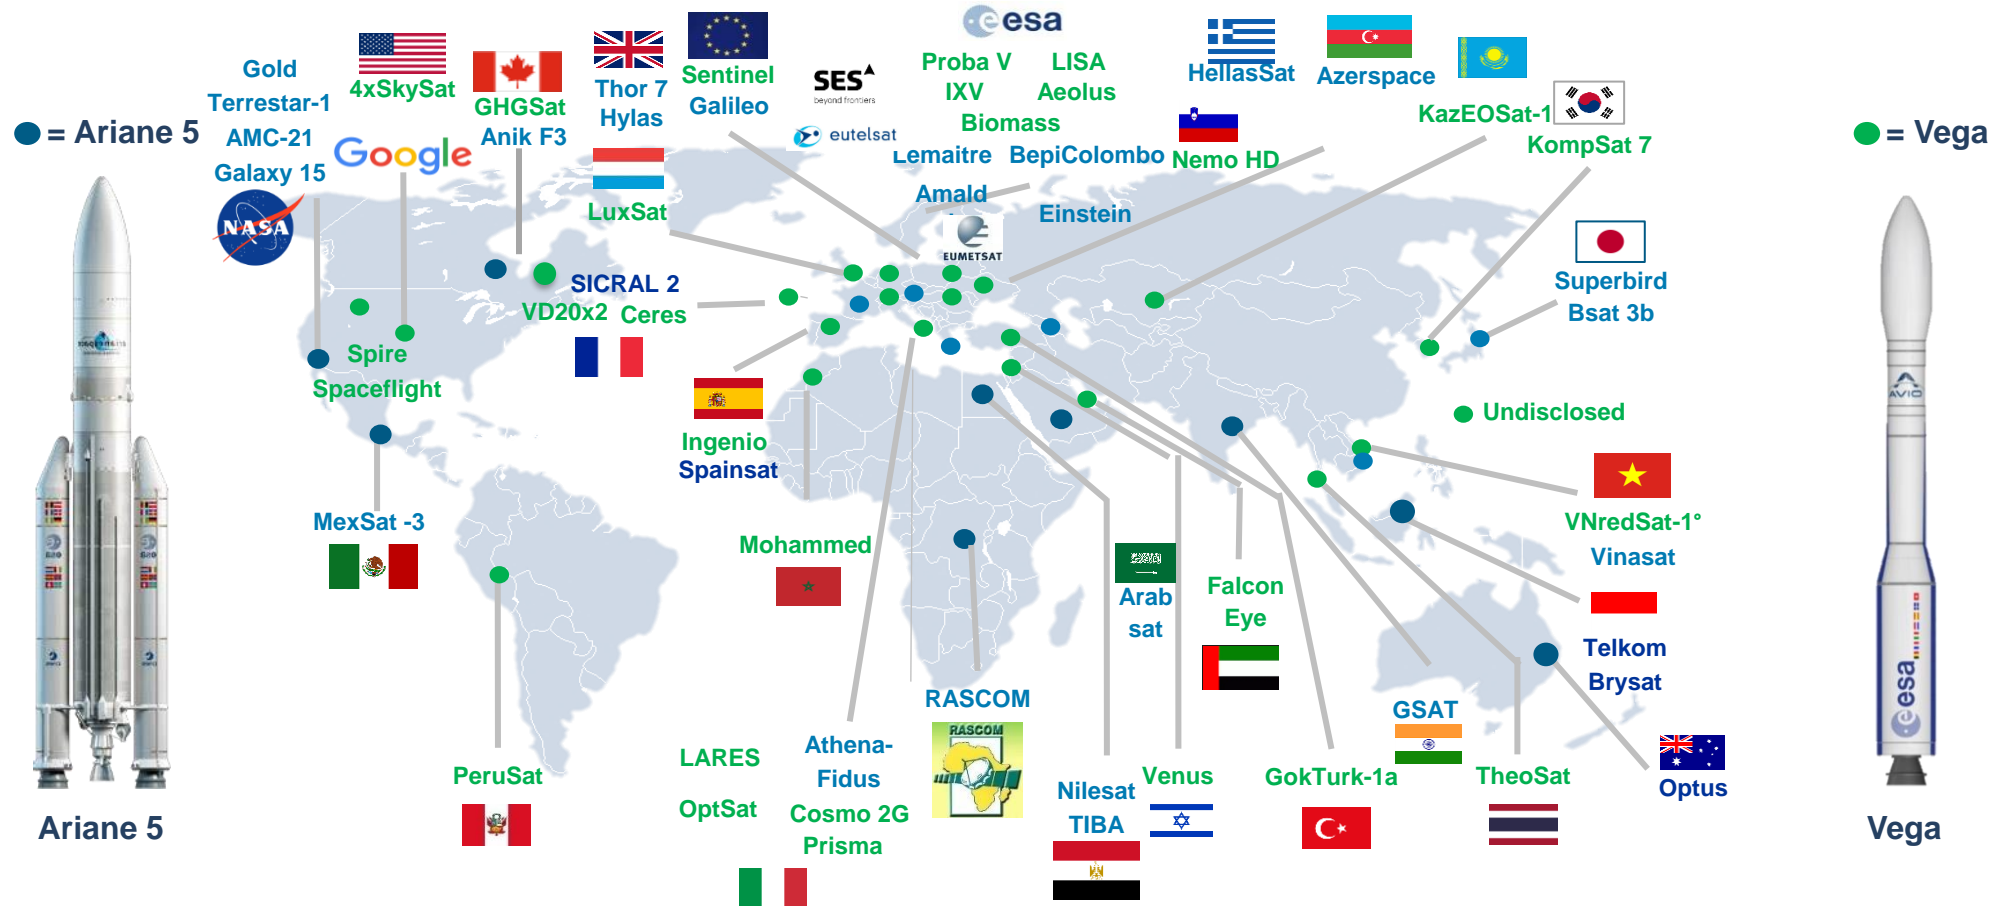 = Ariane 5
Ariane 5
Gold
Terrestar-1
AMC-21
Galaxy 15
NASA
4xSkySat
Google
GHGSat
Anik F3
Thor 7
Hylas
LuxSat
Sentinel
Galileo
SES
beyond frontiers
eutelsat
esa
Proba V
LISA
IXV
Aeolus
Biomass
Lemaitre
BepiColombo
Amald
Einstein
EUMETSAT
HellasSat
Nemo HD
Azerspace
KazEOSat-1
KompSat 7
= Vega
Superbird
Bsat 3b
SICRAL 2
VD20x2
Ceres
Spire
Spaceflight
Ingenio
Spainsat
MexSat -3
Mohammed
PeruSat
LARES
OptSat
Athena-
Fidus
Cosmo 2G
Prisma
RASCOM
RASCOM
Nilesat
TIBA
Arab
sat
Venus
Falcon
Eye
GokTurk-1a
GSAT
TheoSat
Undisclosed
VNredSat-1°
Vinasat
Telkom
Brysat
Optus
AVIO
esa
Vega